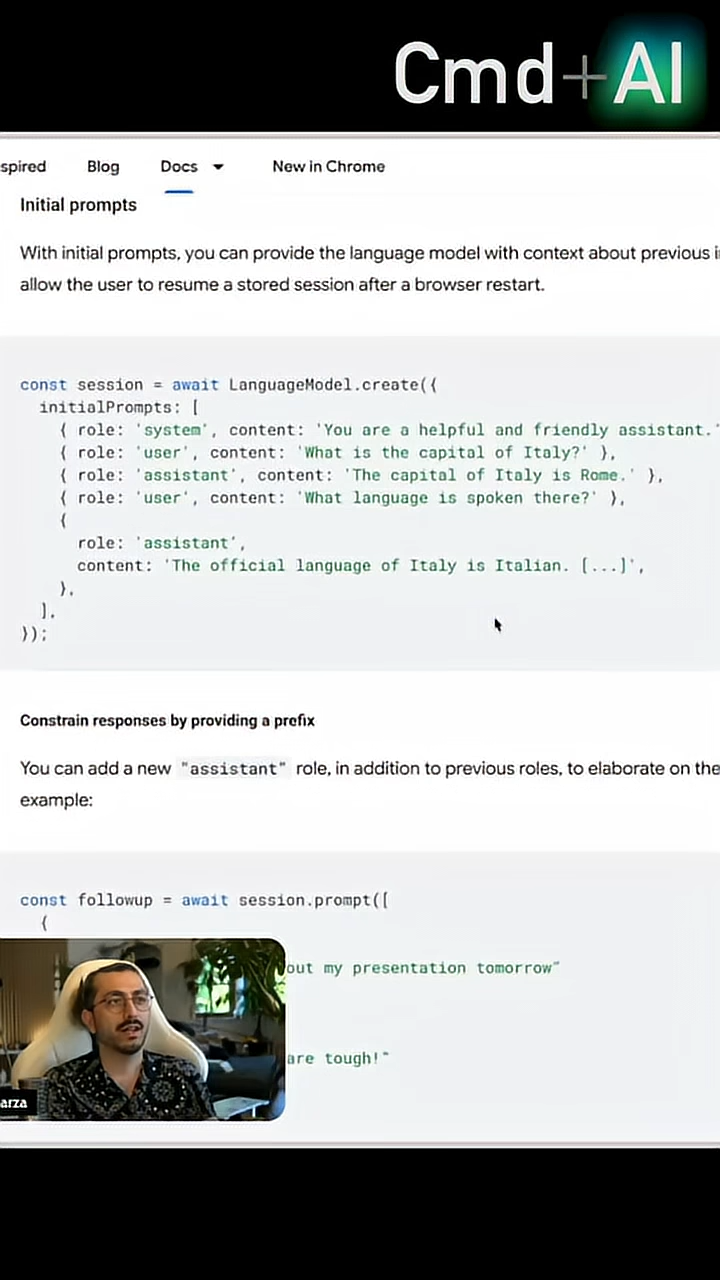 Cmd+AI
spired Blog Docs New in Chrome
Initial prompts
With initial prompts, you can provide the language model with context about previous i
allow the user to resume a stored session after a browser restart.
const session = await LanguageModel.create({
initialPrompts: [
{ role: 'system', content: 'You are a helpful and friendly assistant.'
{ role: 'user', content: 'What is the capital of Italy?' },
{ role: 'assistant', content: 'The capital of Italy is Rome.' },
{ role: 'user', content: 'What language is spoken there?' },
{
role: 'assistant',
content: 'The official language of Italy is Italian. [...]',
},
],
});
Constrain responses by providing a prefix
You can add a new "assistant" role, in addition to previous roles, to elaborate on the
example:
const followup = await session.prompt([
{
out my presentation tomorrow"
are tough!"
arza